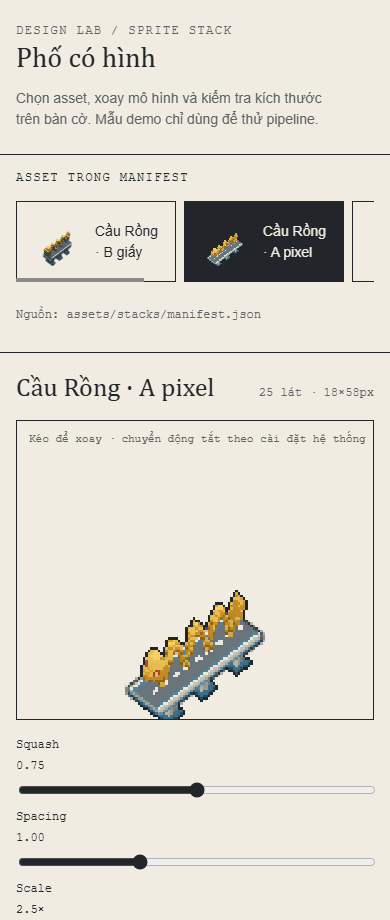 DESIGN LAB / SPRITE STACK
Phố có hình
Chọn asset, xoay mô hình và kiểm tra kích thước
trên bàn cờ. Mẫu demo chỉ dùng để thử pipeline.
ASSET TRONG MANIFEST
Cầu Rồng
· B giấy
Cầu Rồng
· A pixel
Nguồn: assets/stacks/manifest.json
Cầu Rồng · A pixel
25 lát · 18×58px
Kéo để xoay · chuyển động tắt theo cài đặt hệ thống
Squash
0.75
Spacing
1.00
Scale
2.5×